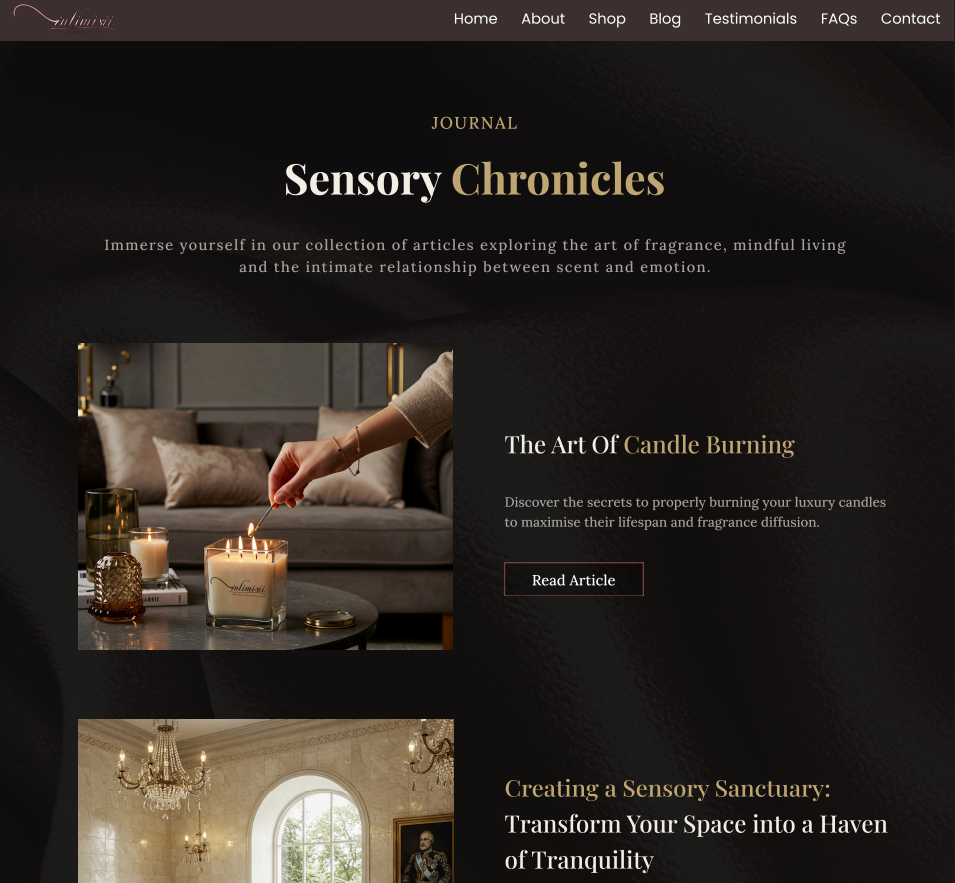 intimisii
Home About Shop Blog Testimonials FAQs Contact
JOURNAL
Sensory Chronicles
Immerse yourself in our collection of articles exploring the art of fragrance, mindful living
and the intimate relationship between scent and emotion.
intimisii
The Art Of Candle Burning
Discover the secrets to properly burning your luxury candles
to maximise their lifespan and fragrance diffusion.
Read Article
Creating a Sensory Sanctuary:
Transform Your Space into a Haven
of Tranquility